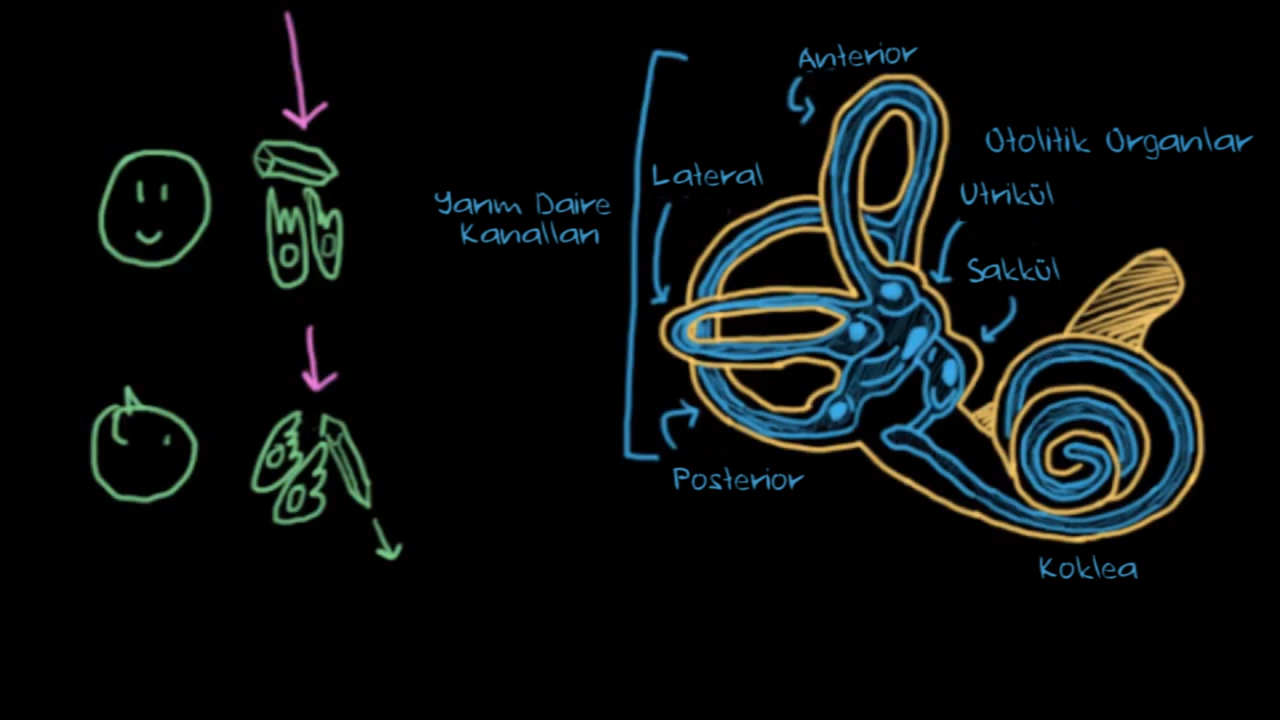 Anterior
Otolitik Organlar
Lateral
Utrikül
Yarım Daire
Kanalları
Sakkül
Posterior
Koklea